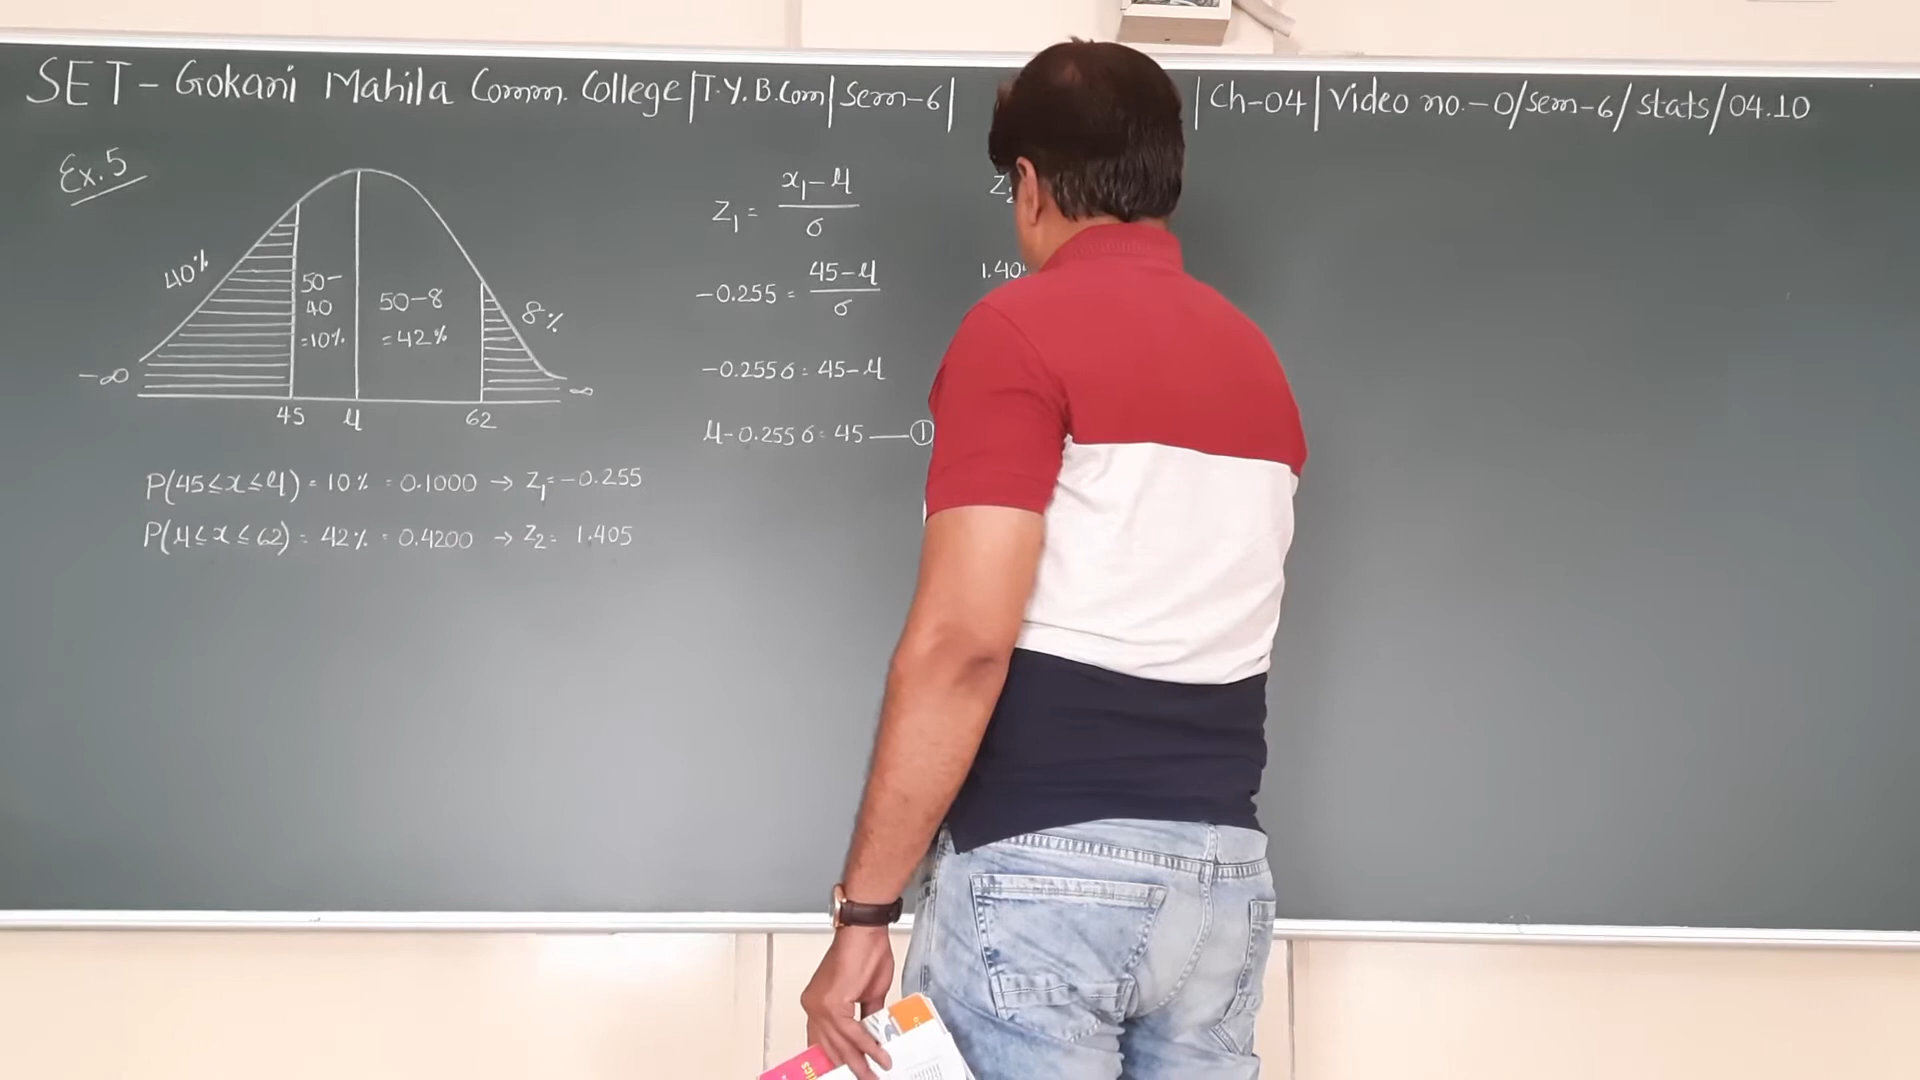 SET - Gokani Mahila Comm. College | T.Y.B.Com | Sem-6 | | Ch-04 | Video no. - 0/sem-6/stats/04.10
Ex. 5
40%
50-
40
=10%
50-8
=42%
8%
-∞
∞
45 μ 62
P(45≤x≤μ) = 10% = 0.1000 → Z₁ = -0.255
P(μ≤x≤62) = 42% = 0.4200 → Z₂ = 1.405
Z₁ = x₁-μ / σ
-0.255 = 45-μ / σ
-0.255σ = 45-μ
μ-0.255σ = 45 — ①
Z₂
1.40